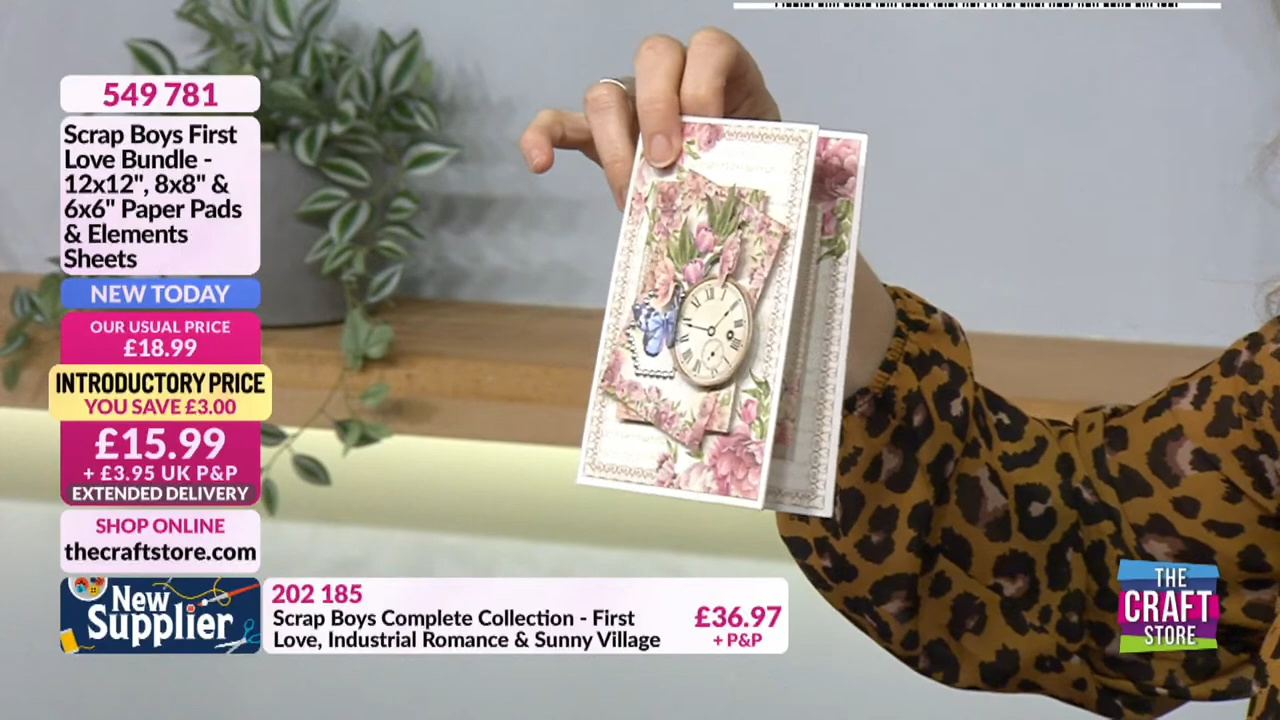 549 781
Scrap Boys First
Love Bundle -
12x12", 8x8" &
6x6" Paper Pads
& Elements
Sheets
NEW TODAY
OUR USUAL PRICE
£18.99
INTRODUCTORY PRICE
YOU SAVE £3.00
£15.99
+ £3.95 UK P&P
EXTENDED DELIVERY
SHOP ONLINE
thecraftstore.com
New
Supplier
202 185
Scrap Boys Complete Collection - First
Love, Industrial Romance & Sunny Village
£36.97
+ P&P
THE
CRAFT
STORE